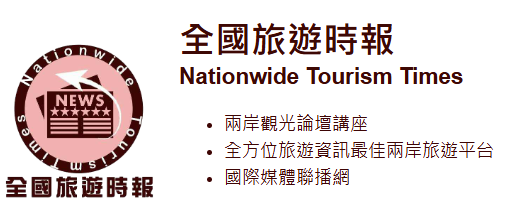 全國旅遊時報
Nationwide Tourism Times
兩岸觀光論壇講座
全方位旅遊資訊最佳兩岸旅遊平台
國際媒體聯播網
Nationwide
NEWS
Tourism Times
全國旅遊時報